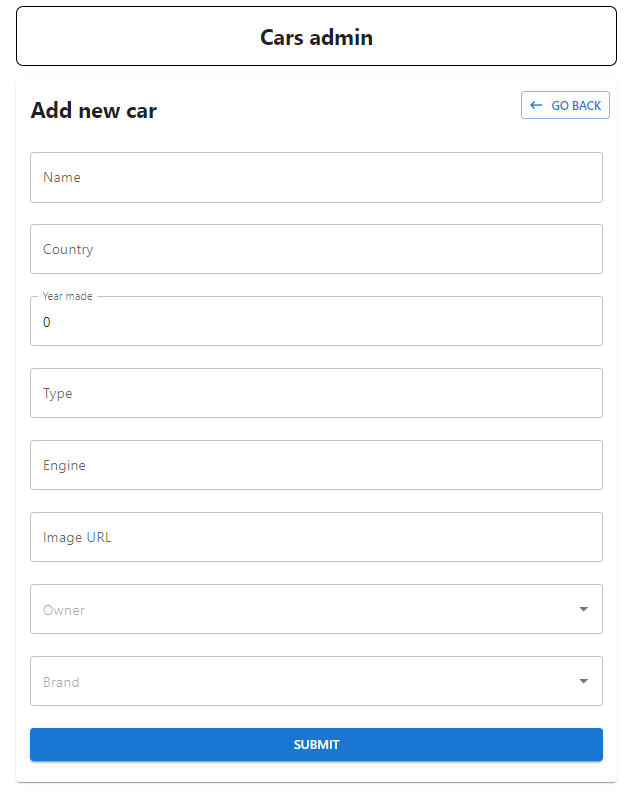 Cars admin
Add new car
GO BACK
Name
Country
Year made
0
Type
Engine
Image URL
Owner
Brand
SUBMIT